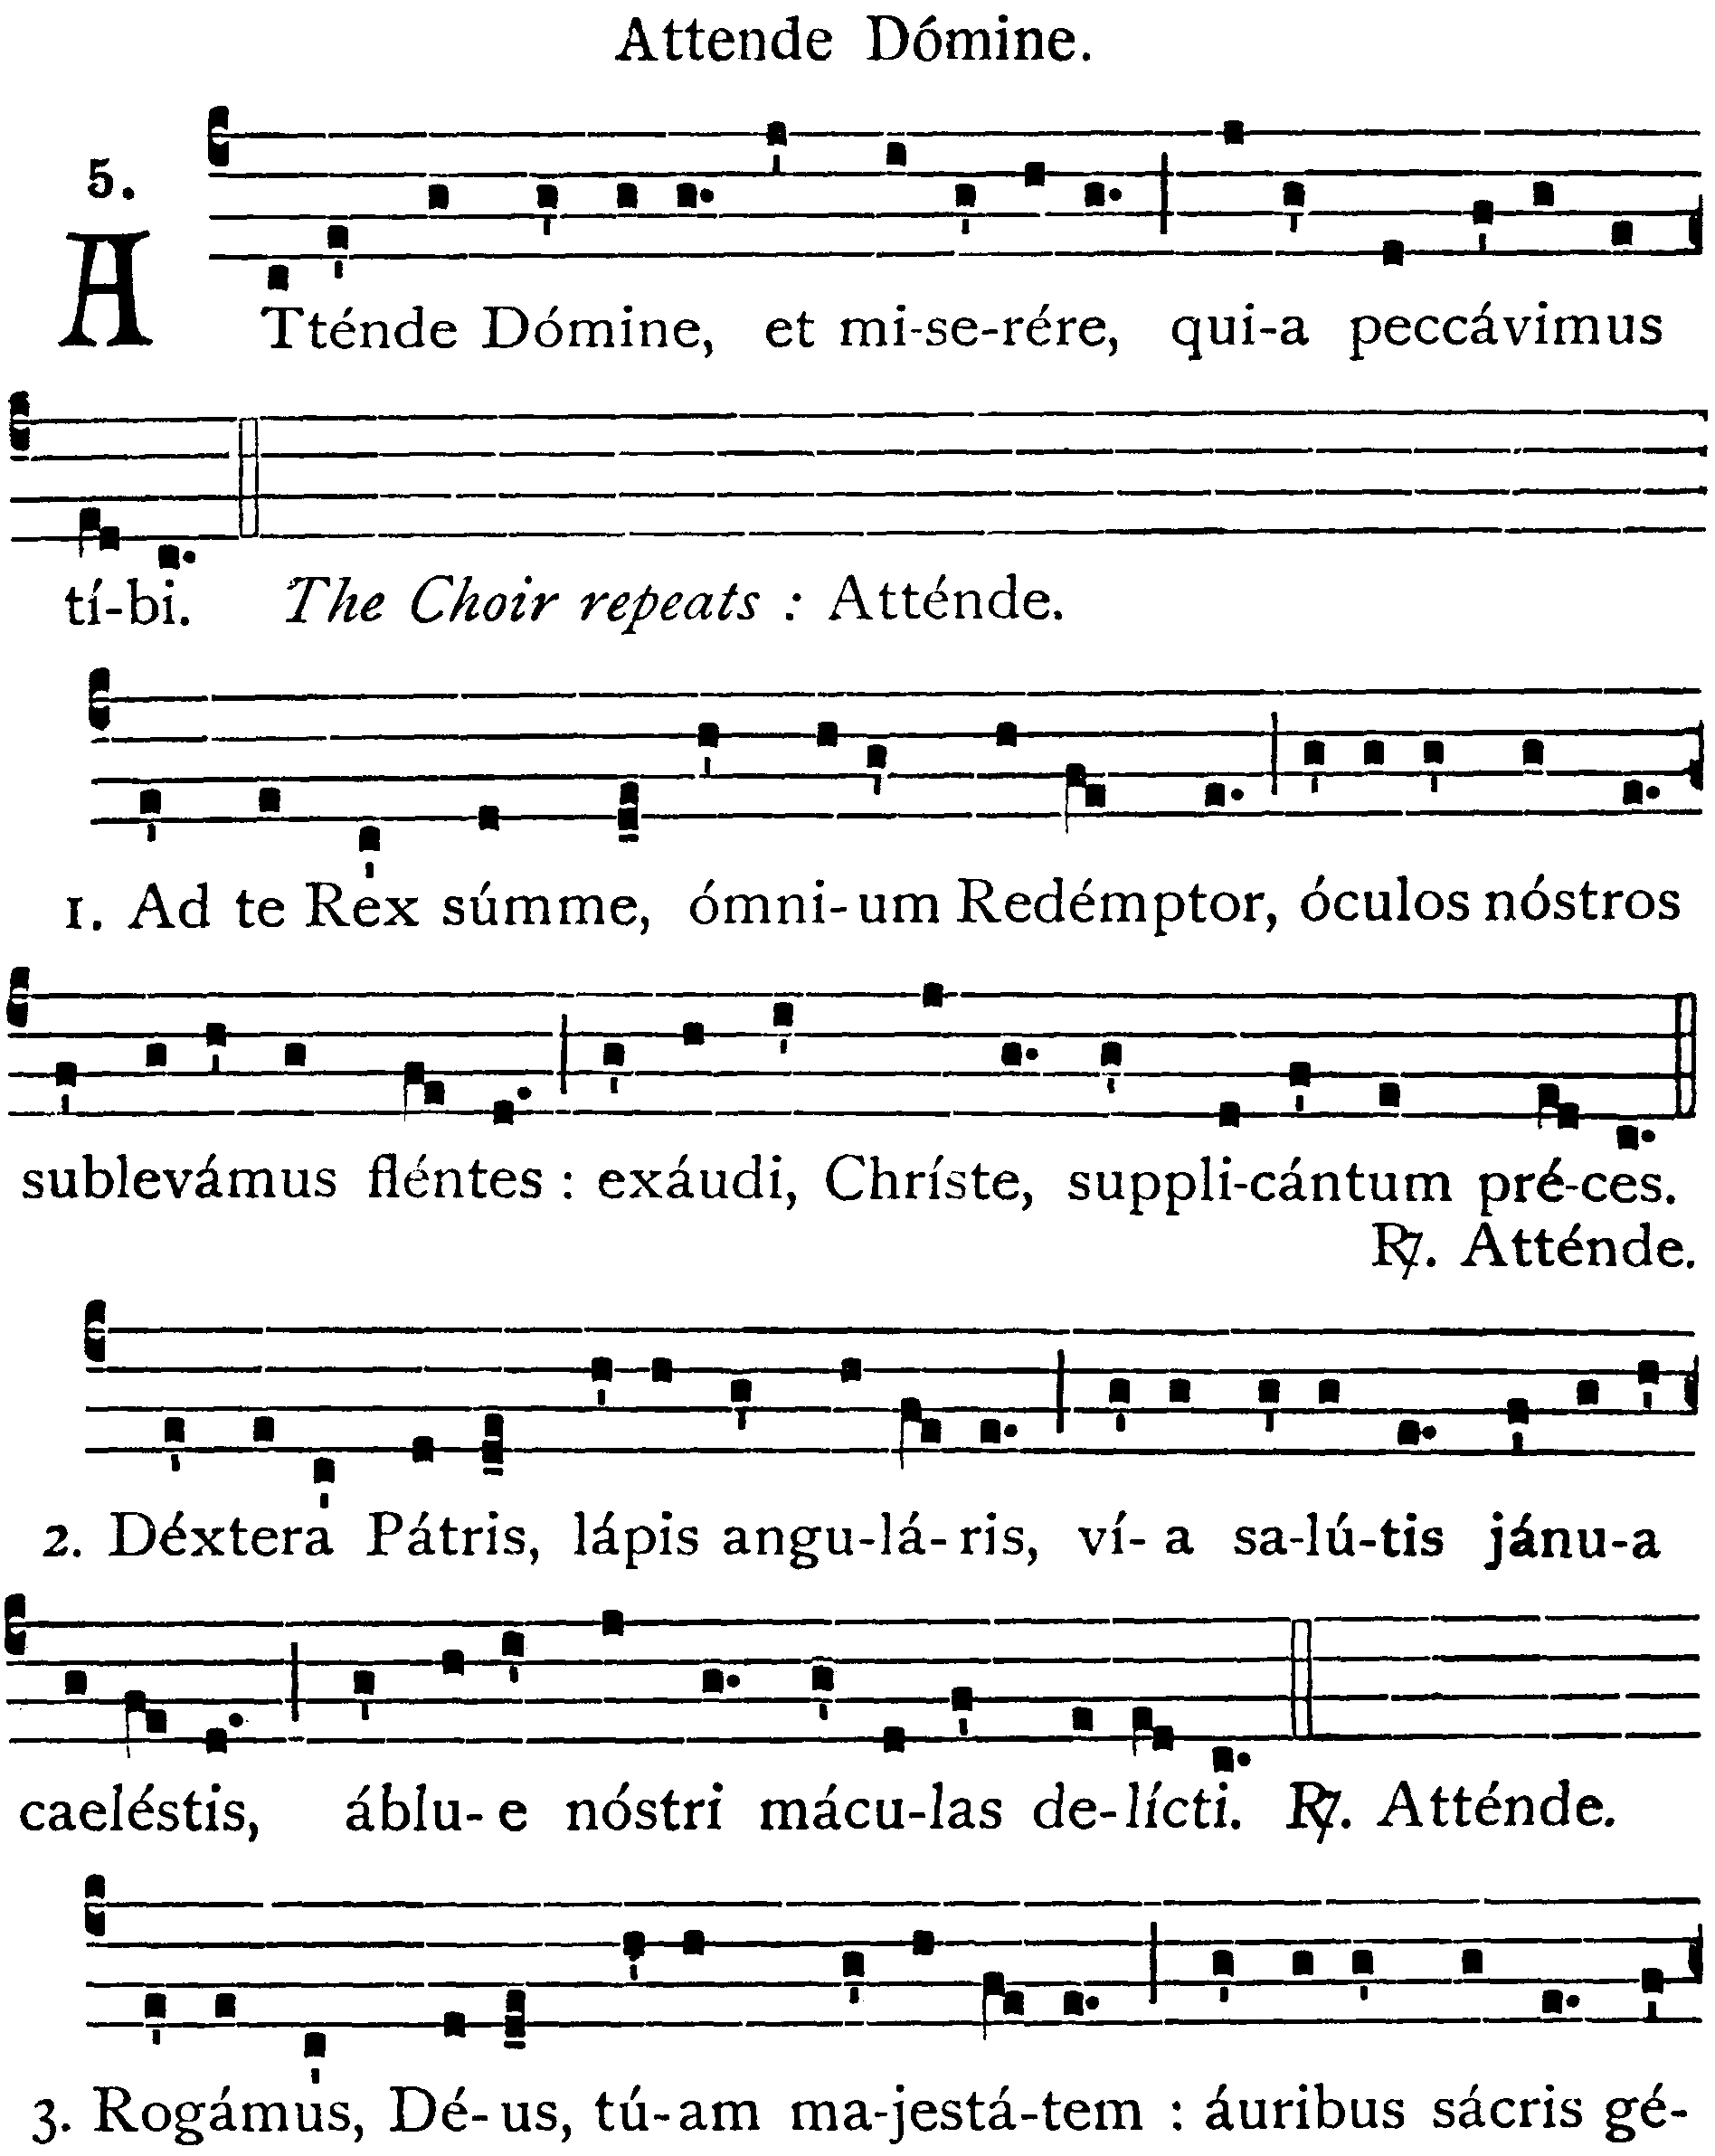 Attende Dómine.
5.
ATténde Dómine, et mi-se-rére, qui-a peccávimus
tí-bi. The Choir repeats : Atténde.
1. Ad te Rex súmme, ómni-um Redémptor, óculos nóstros
sublevámus fléntes : exáudi, Chríste, suppli-cántum pré-ces.
℟. Atténde.
2. Déxtera Pátris, lápis angu-lá-ris, ví-a sa-lú-tis jánu-a
caeléstis, áblu-e nóstri mácu-las de-lícti. ℟. Atténde.
3. Rogámus, Dé-us, tú-am ma-jestá-tem : áuribus sácris gé-